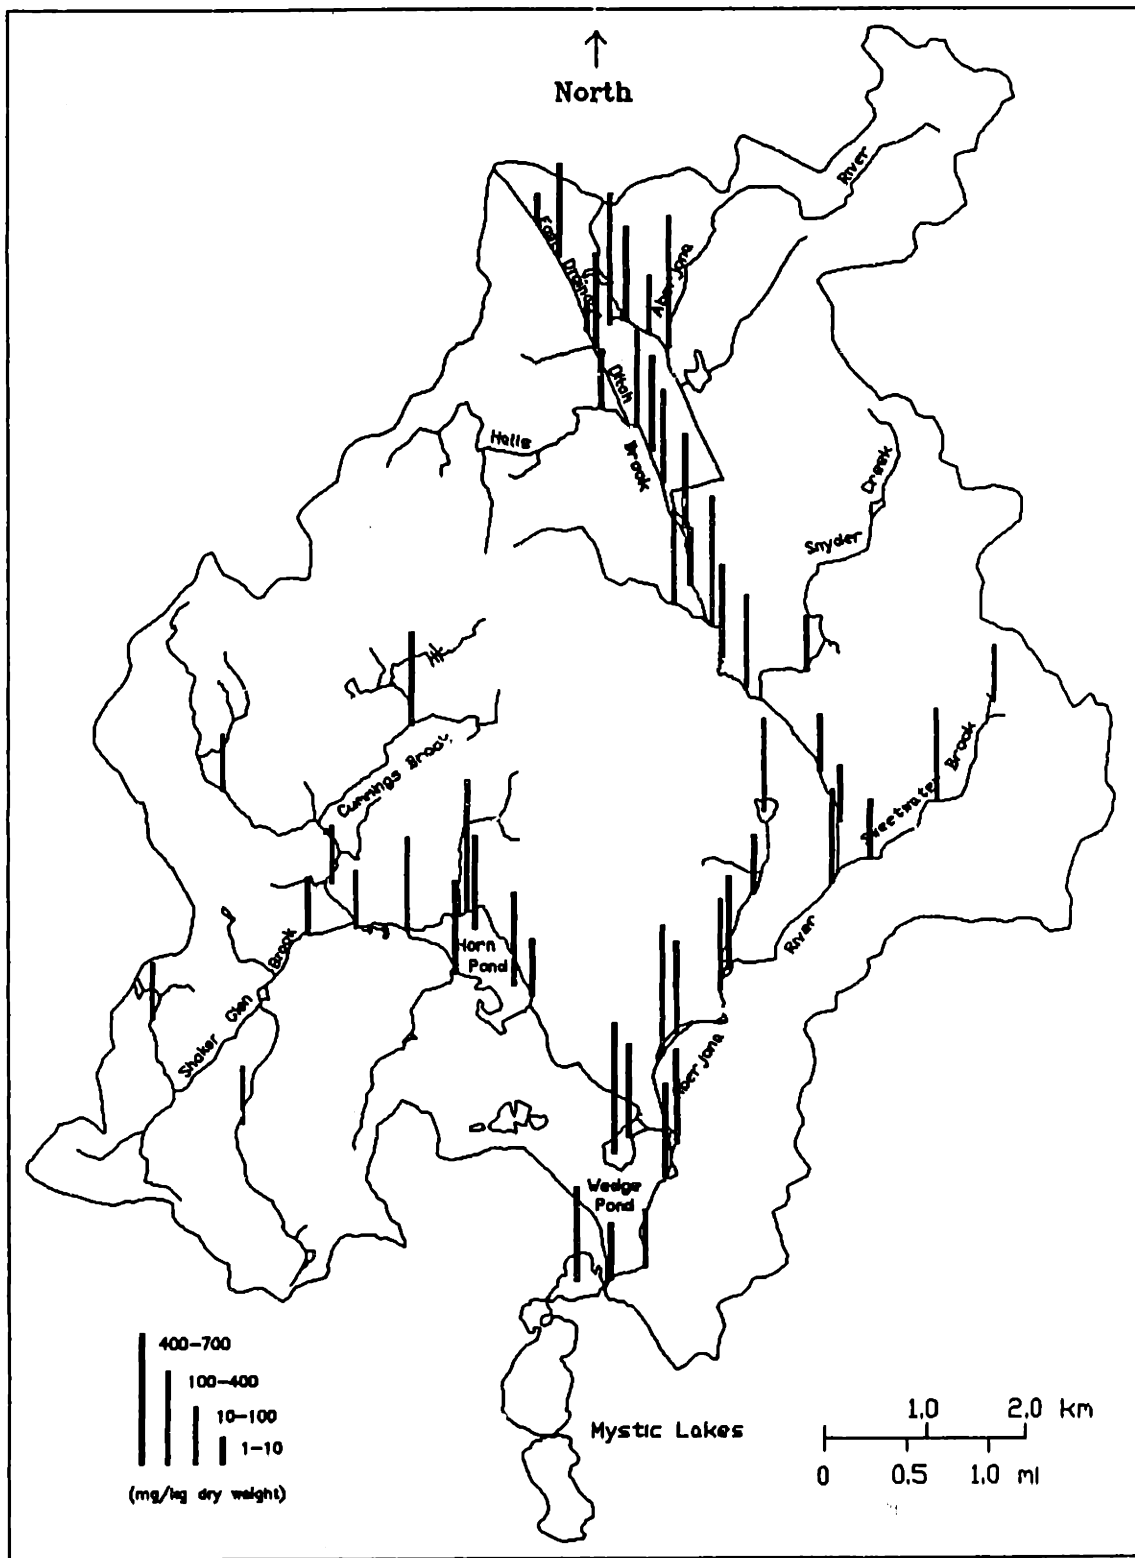 North
River
Aberjona
Ditch
Halls
Brook
Creek
Snyder
Cummings Brook
Sweetwater Brook
River
Horn
Pond
Brook
Glen
Shaker
Aberjona
Wedge
Pond
400-700
100-400
10-100
1-10
(mg/kg dry weight)
Mystic Lakes
1.0 2.0 km
0 0.5 1.0 mi